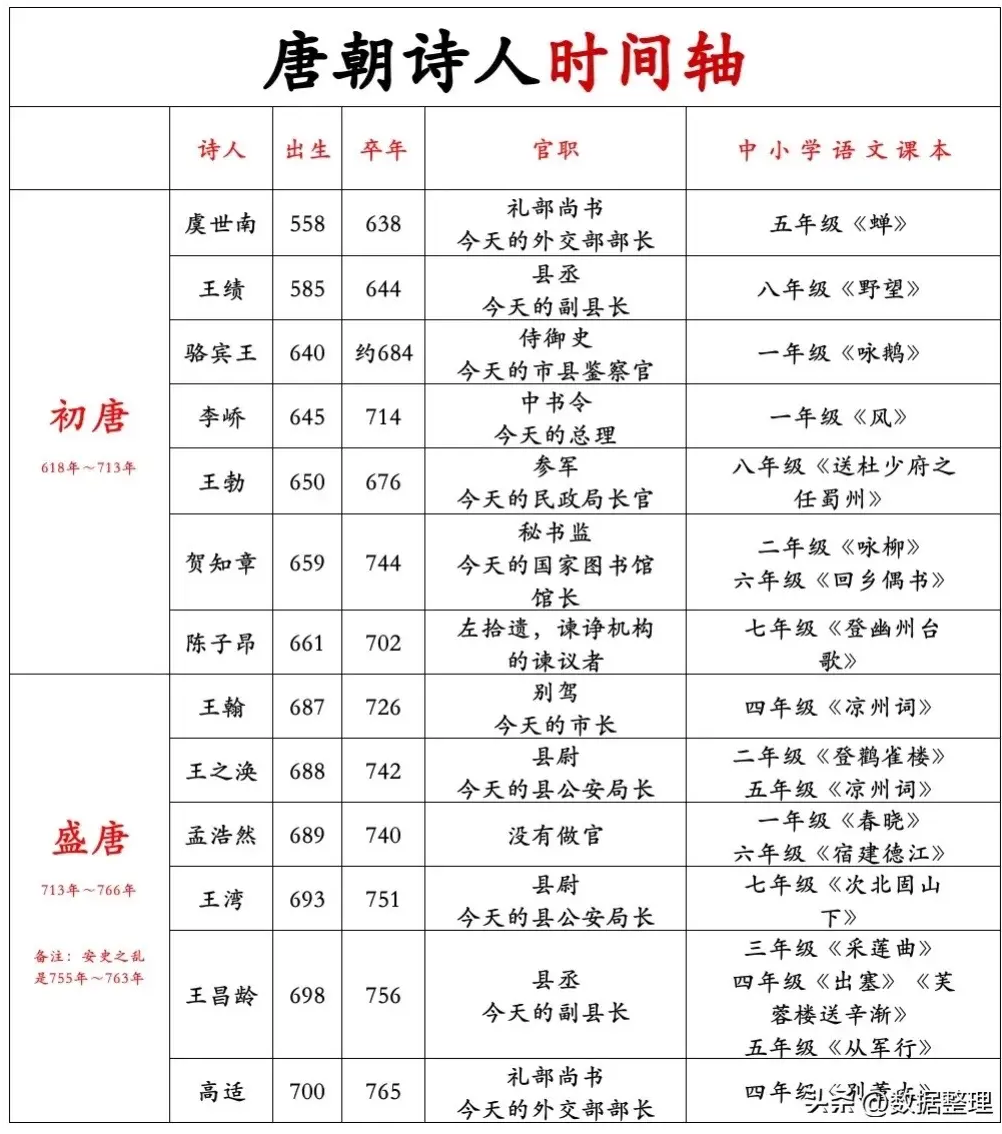 唐朝诗人时间轴
诗人 出生 卒年 官职 中小学语文课本
初唐
618年～713年
虞世南 558 638 礼部尚书
今天的外交部部长 五年级《蝉》
王绩 585 644 县丞
今天的副县长 八年级《野望》
骆宾王 640 约684 侍御史
今天的市县鉴察官 一年级《咏鹅》
李峤 645 714 中书令
今天的总理 一年级《风》
王勃 650 676 参军
今天的民政局长官 八年级《送杜少府之
任蜀州》
贺知章 659 744 秘书监
今天的国家图书馆
馆长 二年级《咏柳》
六年级《回乡偶书》
陈子昂 661 702 左拾遗，谏诤机构
的谏议者 七年级《登幽州台
歌》
盛唐
713年～766年
备注：安史之乱
是755年～763年
王翰 687 726 别驾
今天的市长 四年级《凉州词》
王之涣 688 742 县尉
今天的县公安局长 二年级《登鹳雀楼》
五年级《凉州词》
孟浩然 689 740 没有做官 一年级《春晓》
六年级《宿建德江》
王湾 693 751 县尉
今天的县公安局长 七年级《次北固山
下》
王昌龄 698 756 县丞
今天的副县长 三年级《采莲曲》
四年级《出塞》《芙
蓉楼送辛渐》
五年级《从军行》
高适 700 765 礼部尚书
今天的外交部部长 四年级《别董大》
头条 @数据整理